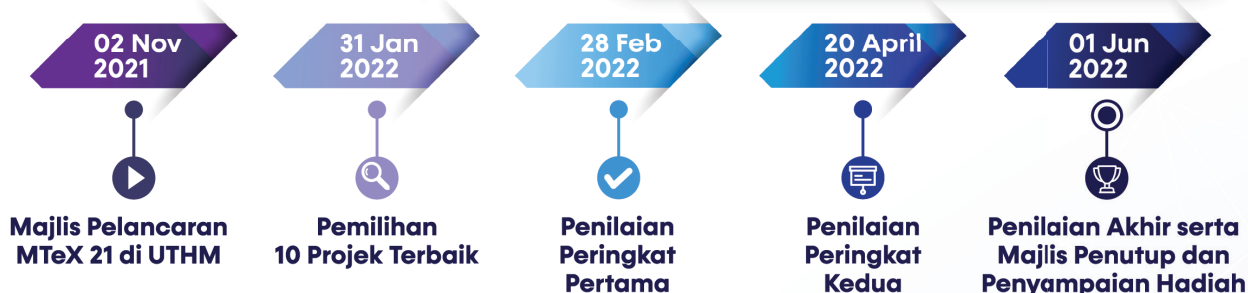 02 Nov
2021
31 Jan
2022
28 Feb
2022
20 April
2022
01 Jun
2022
Majlis Pelancaran
MTeX 21 di UTHM
Pemilihan
10 Projek Terbaik
Penilaian
Peringkat
Pertama
Penilaian
Peringkat
Kedua
Penilaian Akhir serta
Majlis Penutup dan
Penyampaian Hadiah